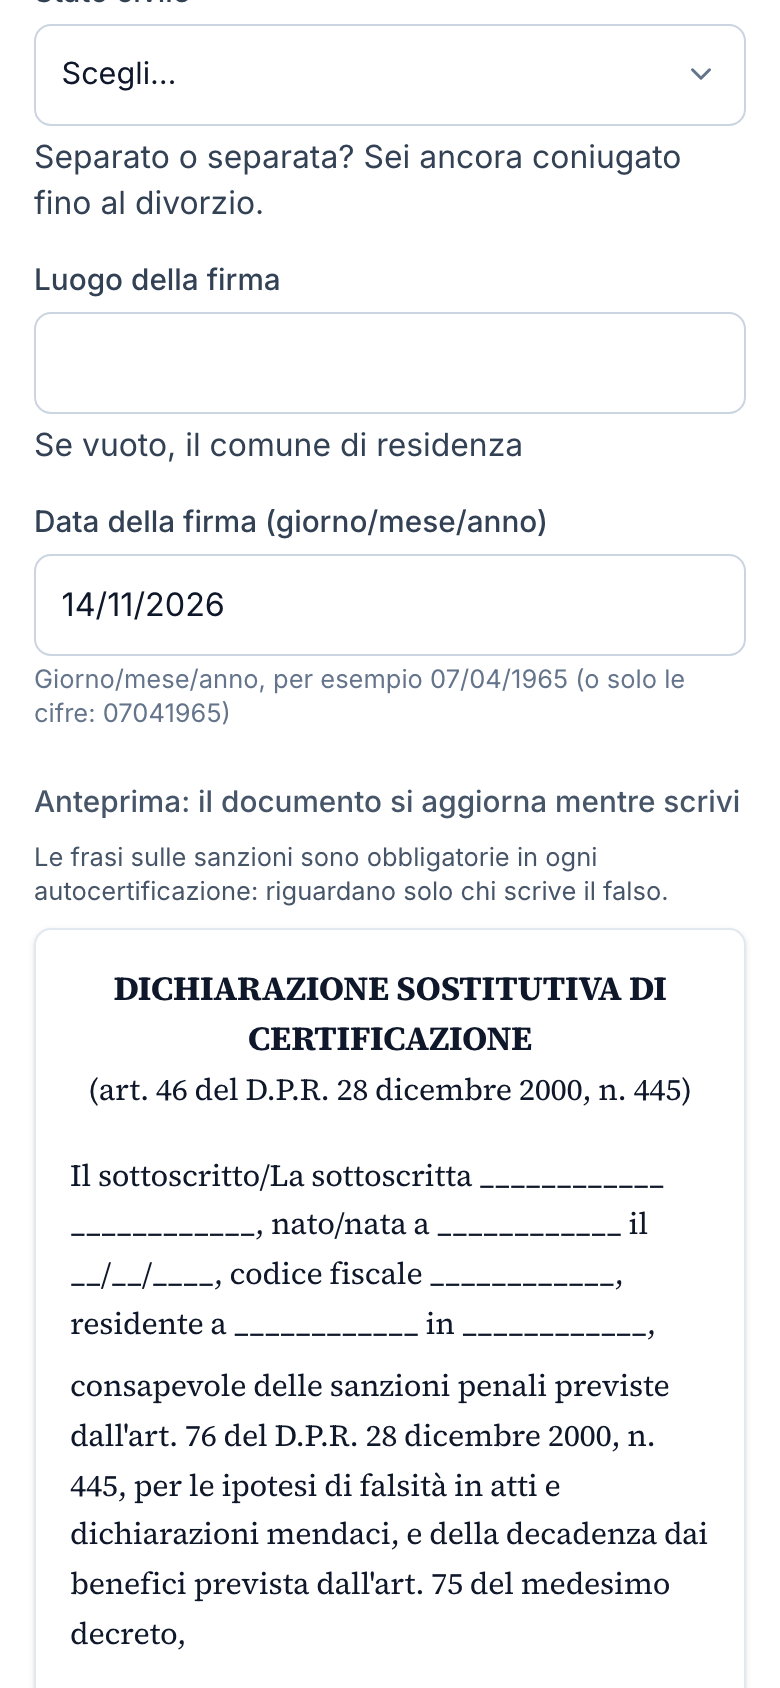 Stato civile
Scegli...
Separato o separata? Sei ancora coniugato
fino al divorzio.
Luogo della firma
Se vuoto, il comune di residenza
Data della firma (giorno/mese/anno)
14/11/2026
Giorno/mese/anno, per esempio 07/04/1965 (o solo le
cifre: 07041965)
Anteprima: il documento si aggiorna mentre scrivi
Le frasi sulle sanzioni sono obbligatorie in ogni
autocertificazione: riguardano solo chi scrive il falso.
DICHIARAZIONE SOSTITUTIVA DI
CERTIFICAZIONE
(art. 46 del D.P.R. 28 dicembre 2000, n. 445)
Il sottoscritto/La sottoscritta ____________
____________, nato/nata a ____________ il
__/__/____, codice fiscale ____________,
residente a ____________ in ____________,
consapevole delle sanzioni penali previste
dall'art. 76 del D.P.R. 28 dicembre 2000, n.
445, per le ipotesi di falsità in atti e
dichiarazioni mendaci, e della decadenza dai
benefici prevista dall'art. 75 del medesimo
decreto,